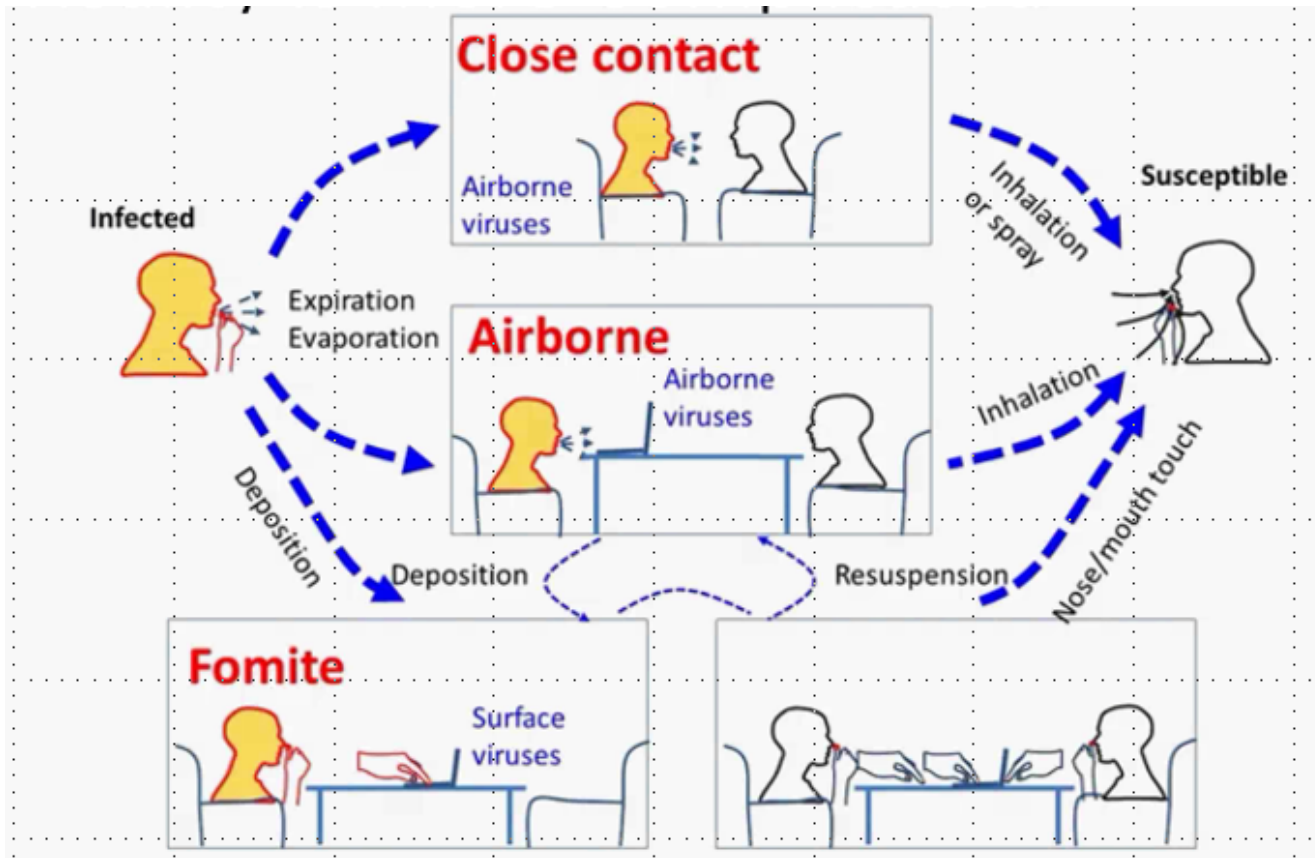 Close contact
Airborne
viruses
Inhalation
or spray
Susceptible
Infected
Expiration
Evaporation
Airborne
Airborne
viruses
Inhalation
Deposition
Deposition
Resuspension
Nose/mouth touch
Fomite
Surface
viruses